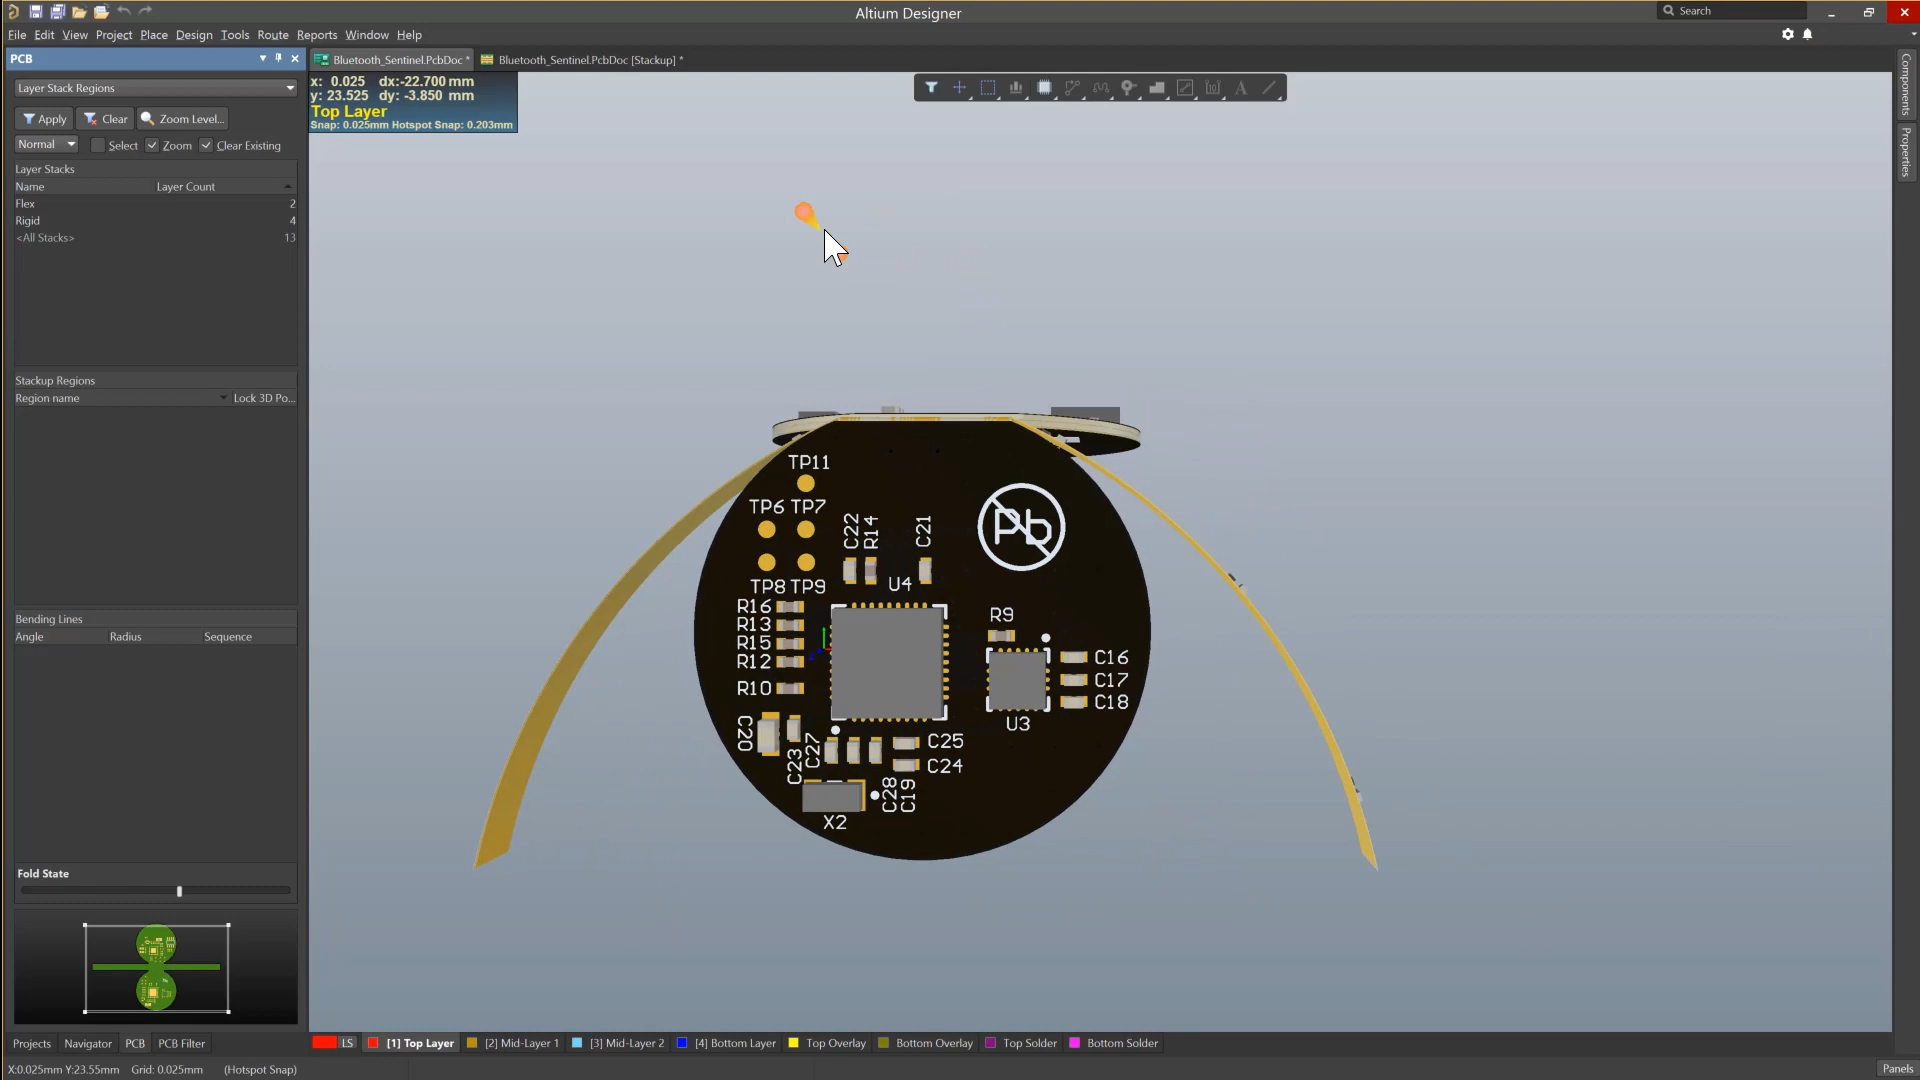 Altium Designer
Search
File Edit View Project Place Design Tools Route Reports Window Help
PCB
Bluetooth_Sentinel.PcbDoc *
Bluetooth_Sentinel.PcbDoc [Stackup] *
x: 0.025 dx:-22.700 mm
y: 23.525 dy: -3.850 mm
Top Layer
Snap: 0.025mm Hotspot Snap: 0.203mm
Layer Stack Regions
Apply Clear Zoom Level...
Normal Select Zoom Clear Existing
Layer Stacks
Name Layer Count
Flex 2
Rigid 4
<All Stacks> 13
Stackup Regions
Region name Lock 3D Po...
Bending Lines
Angle Radius Sequence
Fold State
Components
Properties
TP11
TP6 TP7
C22
R14
C21
Pb
TP8 TP9
U4
R16
R13
R15
R12
R10
R9
C16
C17
C18
U3
C20
C23
C27
C25
C24
C28
C19
X2
Projects Navigator PCB PCB Filter
LS [1] Top Layer [2] Mid-Layer 1 [3] Mid-Layer 2 [4] Bottom Layer Top Overlay Bottom Overlay Top Solder Bottom Solder
X:0.025mm Y:23.55mm Grid: 0.025mm (Hotspot Snap)
Panels